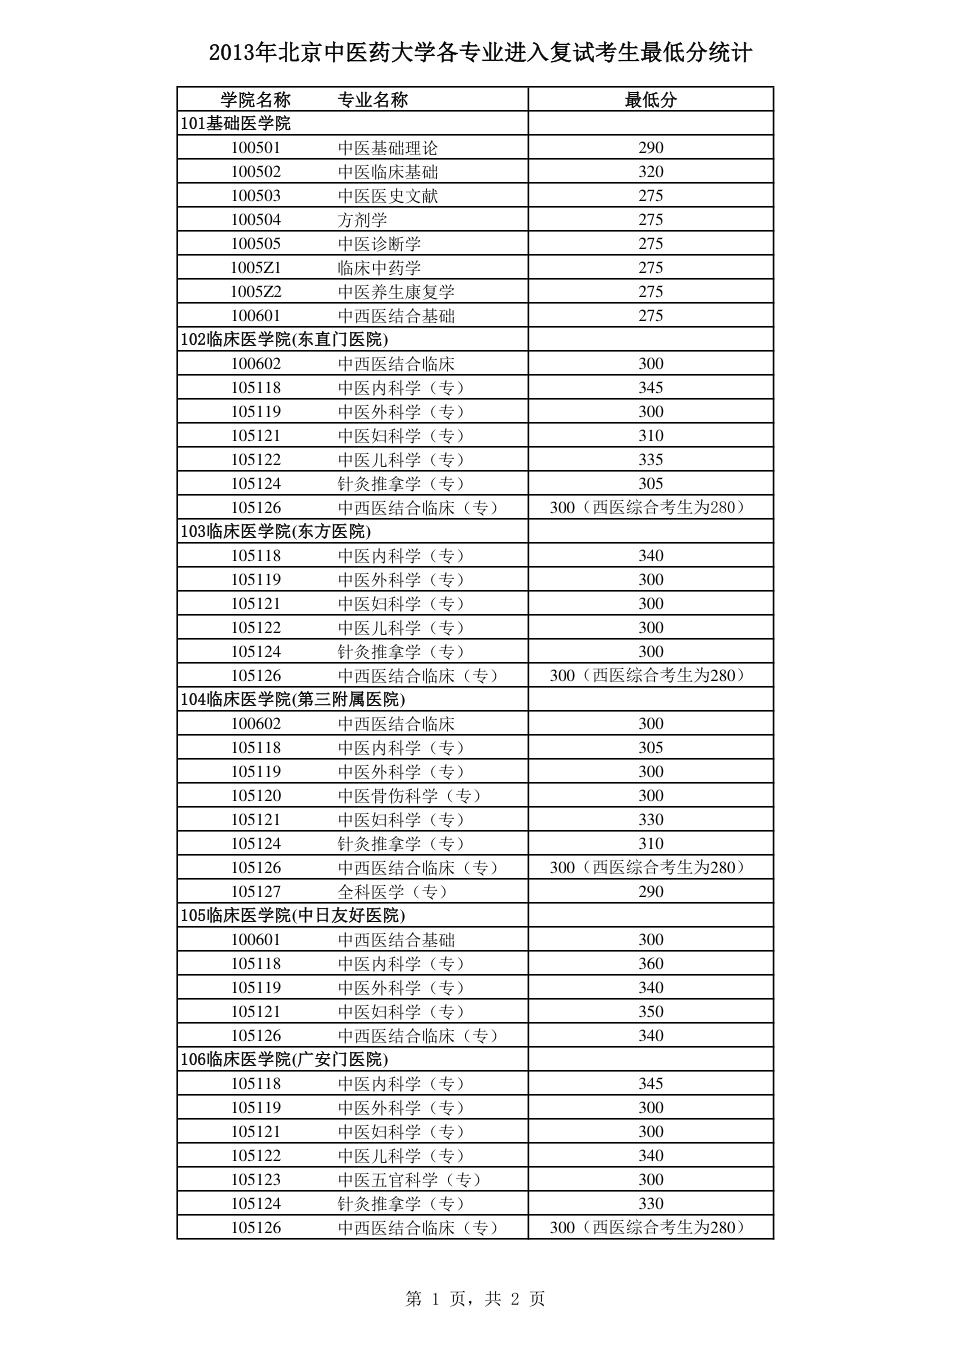 2013年北京中医药大学各专业进入复试考生最低分统计
学院名称 专业名称 最低分
101基础医学院
100501 中医基础理论 290
100502 中医临床基础 320
100503 中医医史文献 275
100504 方剂学 275
100505 中医诊断学 275
1005Z1 临床中药学 275
1005Z2 中医养生康复学 275
100601 中西医结合基础 275
102临床医学院(东直门医院)
100602 中西医结合临床 300
105118 中医内科学（专） 345
105119 中医外科学（专） 300
105121 中医妇科学（专） 310
105122 中医儿科学（专） 335
105124 针灸推拿学（专） 305
105126 中西医结合临床（专） 300（西医综合考生为280）
103临床医学院(东方医院)
105118 中医内科学（专） 340
105119 中医外科学（专） 300
105121 中医妇科学（专） 300
105122 中医儿科学（专） 300
105124 针灸推拿学（专） 300
105126 中西医结合临床（专） 300（西医综合考生为280）
104临床医学院(第三附属医院)
100602 中西医结合临床 300
105118 中医内科学（专） 305
105119 中医外科学（专） 300
105120 中医骨伤科学（专） 300
105121 中医妇科学（专） 330
105124 针灸推拿学（专） 310
105126 中西医结合临床（专） 300（西医综合考生为280）
105127 全科医学（专） 290
105临床医学院(中日友好医院)
100601 中西医结合基础 300
105118 中医内科学（专） 360
105119 中医外科学（专） 340
105121 中医妇科学（专） 350
105126 中西医结合临床（专） 340
106临床医学院(广安门医院)
105118 中医内科学（专） 345
105119 中医外科学（专） 300
105121 中医妇科学（专） 300
105122 中医儿科学（专） 340
105123 中医五官科学（专） 300
105124 针灸推拿学（专） 330
105126 中西医结合临床（专） 300（西医综合考生为280）
第 1 页，共 2 页